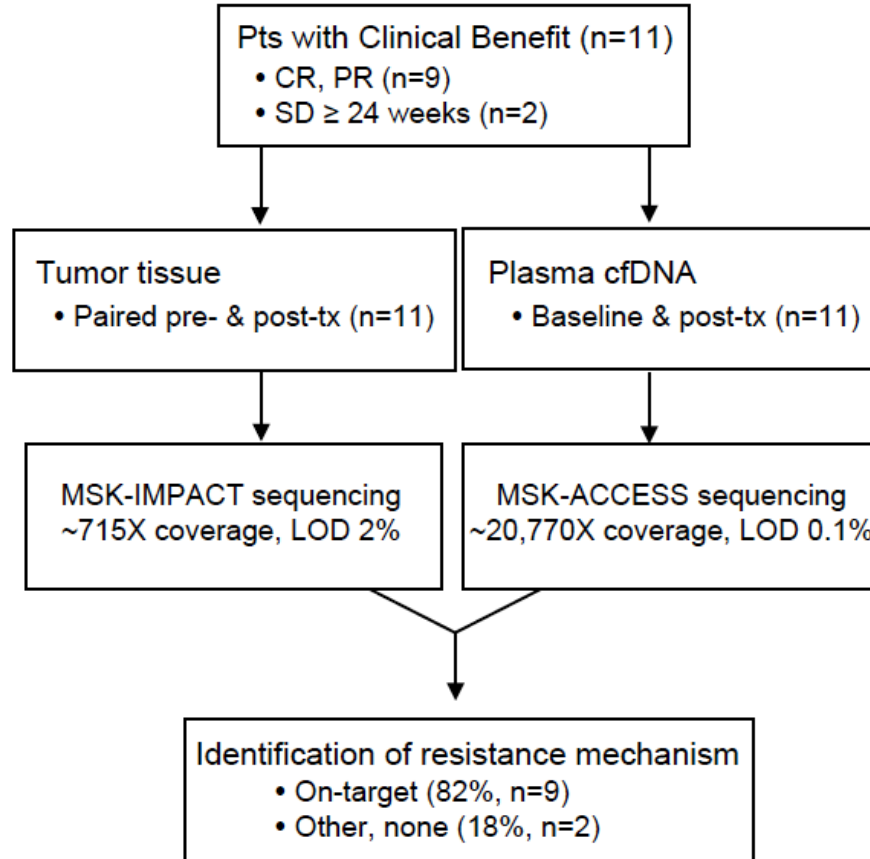 Pts with Clinical Benefit (n=11)
• CR, PR (n=9)
• SD ≥ 24 weeks (n=2)
Tumor tissue
• Paired pre- & post-tx (n=11)
Plasma cfDNA
• Baseline & post-tx (n=11)
MSK-IMPACT sequencing
~715X coverage, LOD 2%
MSK-ACCESS sequencing
~20,770X coverage, LOD 0.1%
Identification of resistance mechanism
• On-target (82%, n=9)
• Other, none (18%, n=2)